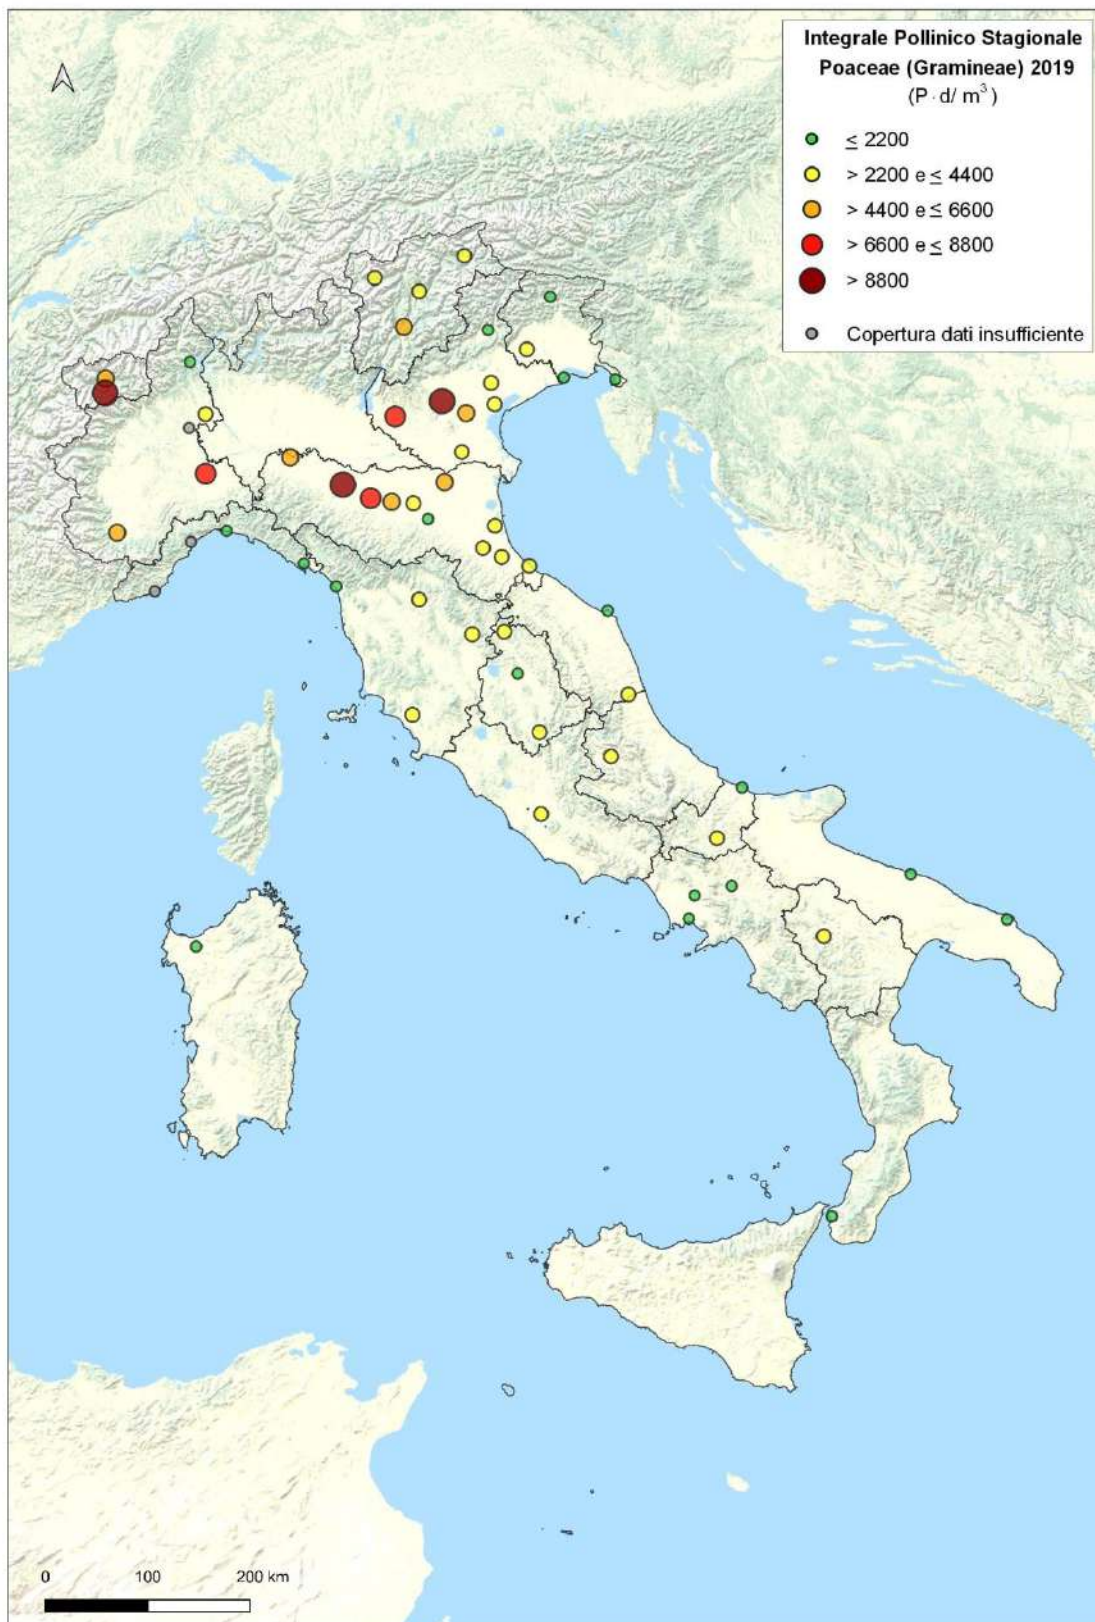 Integrale Pollinico Stagionale
Poaceae (Gramineae) 2019
(P · d/ m³)
≤ 2200
> 2200 e ≤ 4400
> 4400 e ≤ 6600
> 6600 e ≤ 8800
> 8800
Copertura dati insufficiente
0 100 200 km